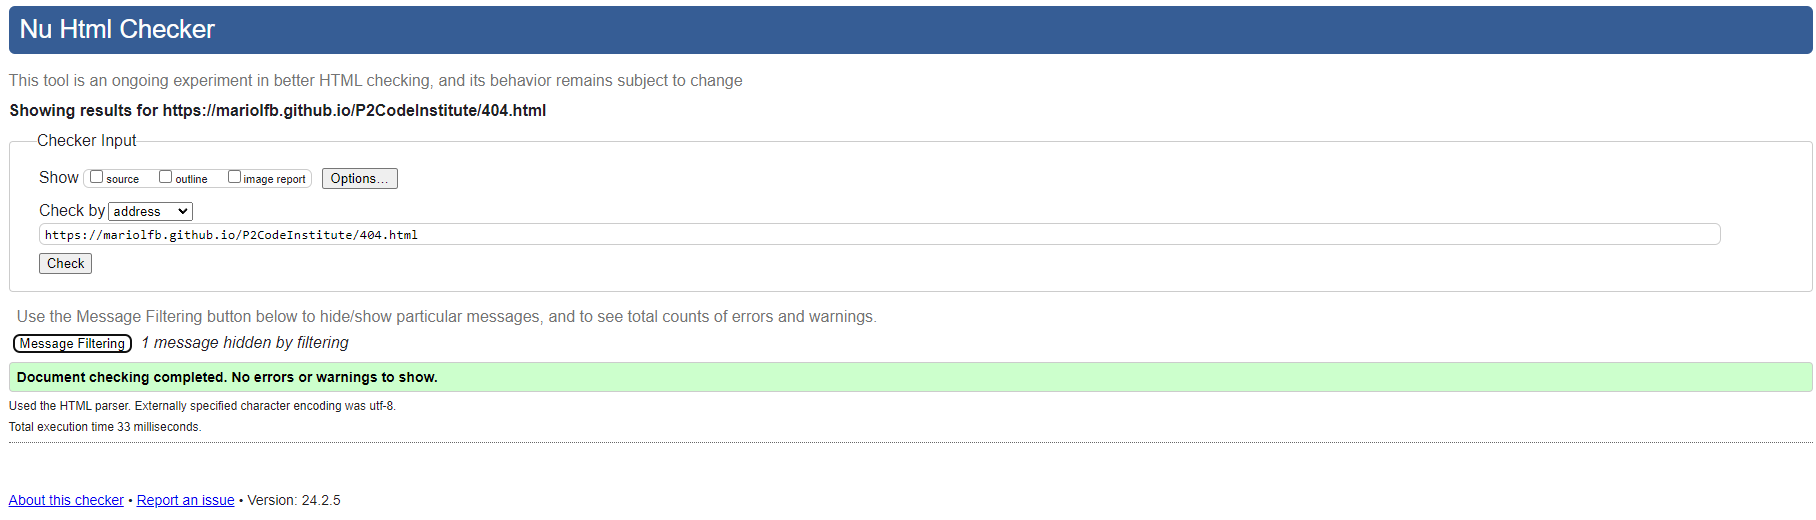 Nu Html Checker
This tool is an ongoing experiment in better HTML checking, and its behavior remains subject to change
Showing results for https://mariolfb.github.io/P2CodeInstitute/404.html
Checker Input
Show source outline image report Options...
Check by address
https://mariolfb.github.io/P2CodeInstitute/404.html
Check
Use the Message Filtering button below to hide/show particular messages, and to see total counts of errors and warnings.
Message Filtering 1 message hidden by filtering
Document checking completed. No errors or warnings to show.
Used the HTML parser. Externally specified character encoding was utf-8.
Total execution time 33 milliseconds.
About this checker • Report an issue • Version: 24.2.5